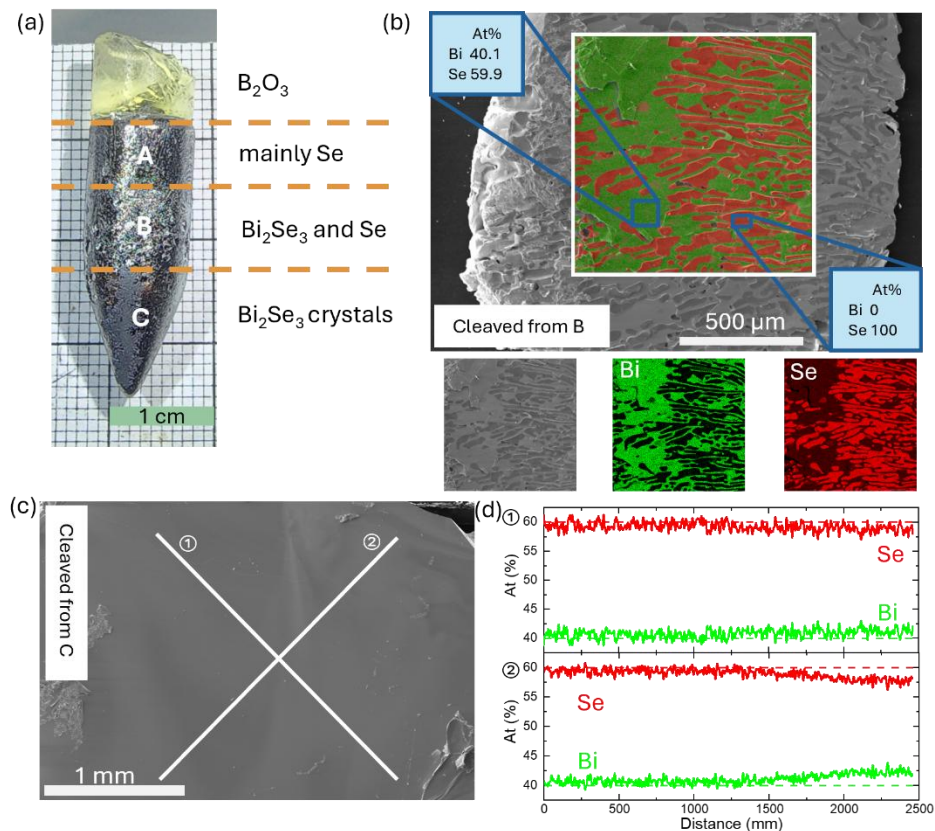 (a)
B₂O₃
A
mainly Se
B
Bi₂Se₃ and Se
C
Bi₂Se₃ crystals
1 cm
(b)
At%
Bi 40.1
Se 59.9
At%
Bi 0
Se 100
Cleaved from B
500 µm
Bi
Se
(c)
Cleaved from C
①
②
1 mm
(d)
①
60
55
50
45
40
At (%)
Se
Bi
②
60
55
50
45
40
At (%)
Se
Bi
0 500 1000 1500 2000 2500
Distance (mm)